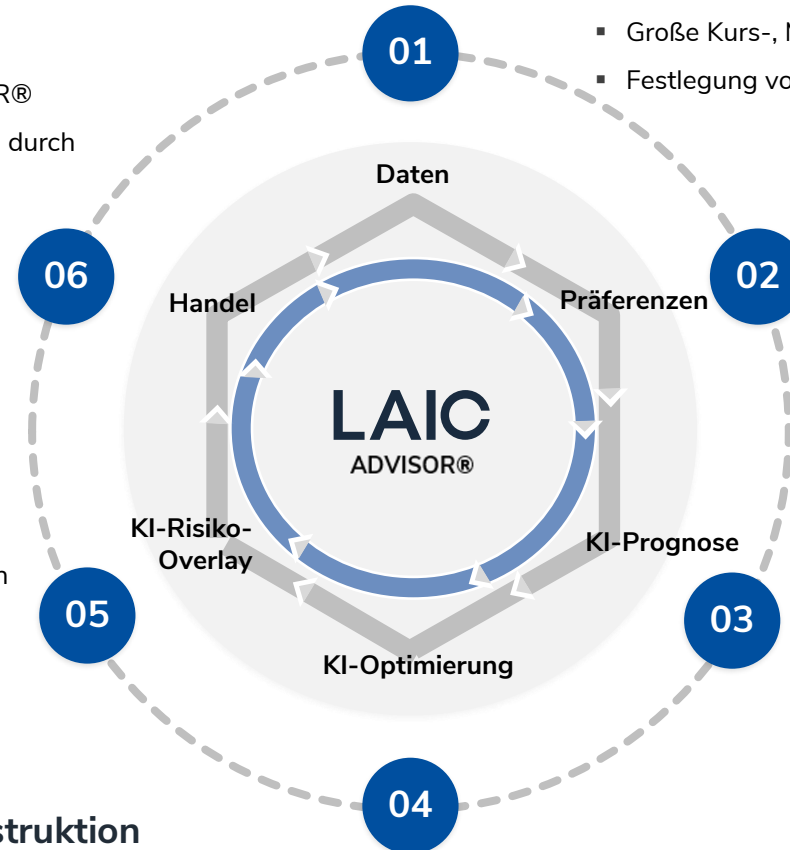 01
Große Kurs-,
Festlegung
R®
durch
Daten
06
02
Handel
Präferenzen
LAIC
ADVISOR®
KI-Risiko-
Overlay
KI-Prognose
05
03
KI-Optimierung
04
struktion